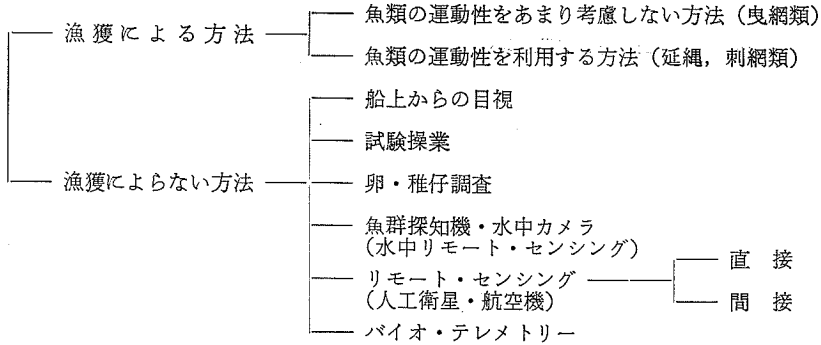 漁獲による方法
魚類の運動性をあまり考慮しない方法（曳網類）
魚類の運動性を利用する方法（延縄，刺網類）
漁獲によらない方法
船上からの目視
試験操業
卵・稚仔調査
魚群探知機・水中カメラ
（水中リモート・センシング）
リモート・センシング
（人工衛星・航空機）
直接
間接
バイオ・テレメトリー